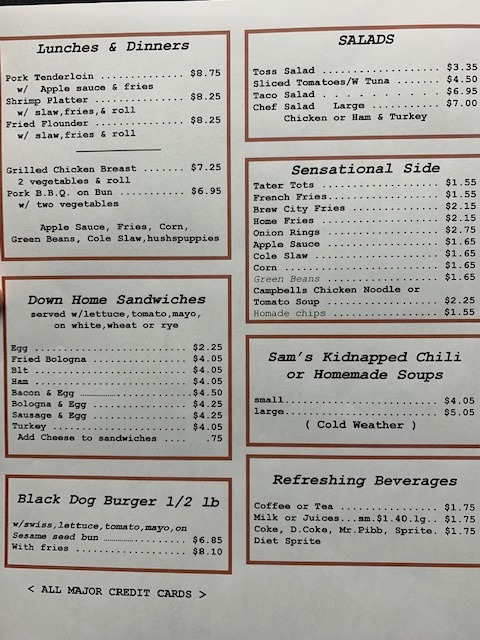 Lunches & Dinners
Pork Tenderloin ............ $8.75
w/ Apple sauce & fries
Shrimp Platter ............. $8.25
w/ slaw,fries,& roll
Fried Flounder ............. $8.25
w/ slaw,fries & roll
Grilled Chicken Breast ....... $7.25
2 vegetables & roll
Pork B.B.Q. on Bun ........... $6.95
w/ two vegetables
Apple Sauce, Fries, Corn,
Green Beans, Cole Slaw,hushspuppies
Down Home Sandwiches
served w/lettuce,tomato,mayo,
on white,wheat or rye
Egg ........................ $2.25
Fried Bologna .............. $4.05
Blt ........................ $4.05
Ham ........................ $4.05
Bacon & Egg ................ $4.50
Bologna & Egg .............. $4.25
Sausage & Egg .............. $4.25
Turkey ..................... $4.05
Add Cheese to sandwiches .... .75
Black Dog Burger 1/2 lb
w/swiss,lettuce,tomato,mayo,on
Sesame seed bun ............ $6.85
With fries ................. $8.10
< ALL MAJOR CREDIT CARDS >
SALADS
Toss Salad .................. $3.35
Sliced Tomatoes/W Tuna ...... $4.50
Taco Salad . . . . . . . . . $6.95
Chef Salad Large .......... $7.00
Chicken or Ham & Turkey
Sensational Side
Tater Tots .................. $1.55
French Fries................. $1.55
Brew City Fries ............. $2.15
Home Fries .................. $2.15
Onion Rings ................. $2.75
Apple Sauce ................. $1.65
Cole Slaw ................... $1.65
Corn ........................ $1.65
Green Beans ................. $1.65
Campbells Chicken Noodle or
Tomato Soup ................. $2.25
Homade chips ................ $1.55
Sam's Kidnapped Chili
or Homemade Soups
small........................ $4.05
large........................ $5.05
( Cold Weather )
Refreshing Beverages
Coffee or Tea ............... $1.75
Milk or Juices...sm.$1.40.lg.. $1.75
Coke, D.Coke, Mr.Pibb, Sprite. $1.75
Diet Sprite